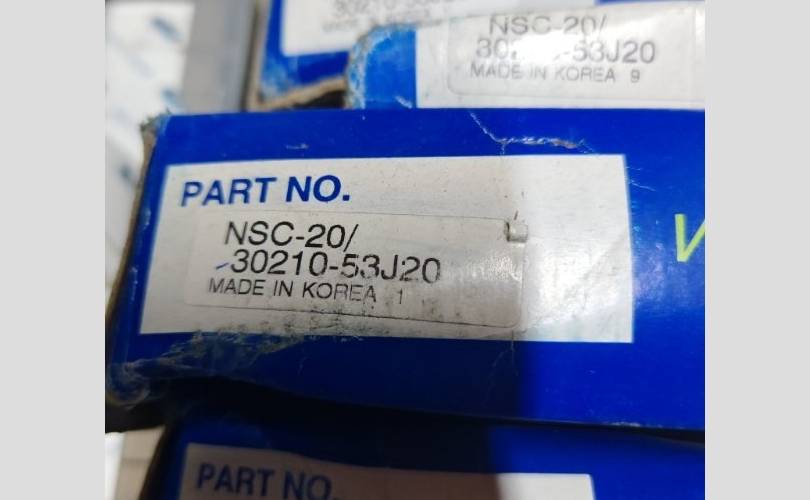 NSC-20/
53J20
MADE IN KOREA 9
PART NO.
NSC-20/
30210-53J20
MADE IN KOREA 1
PART NO.